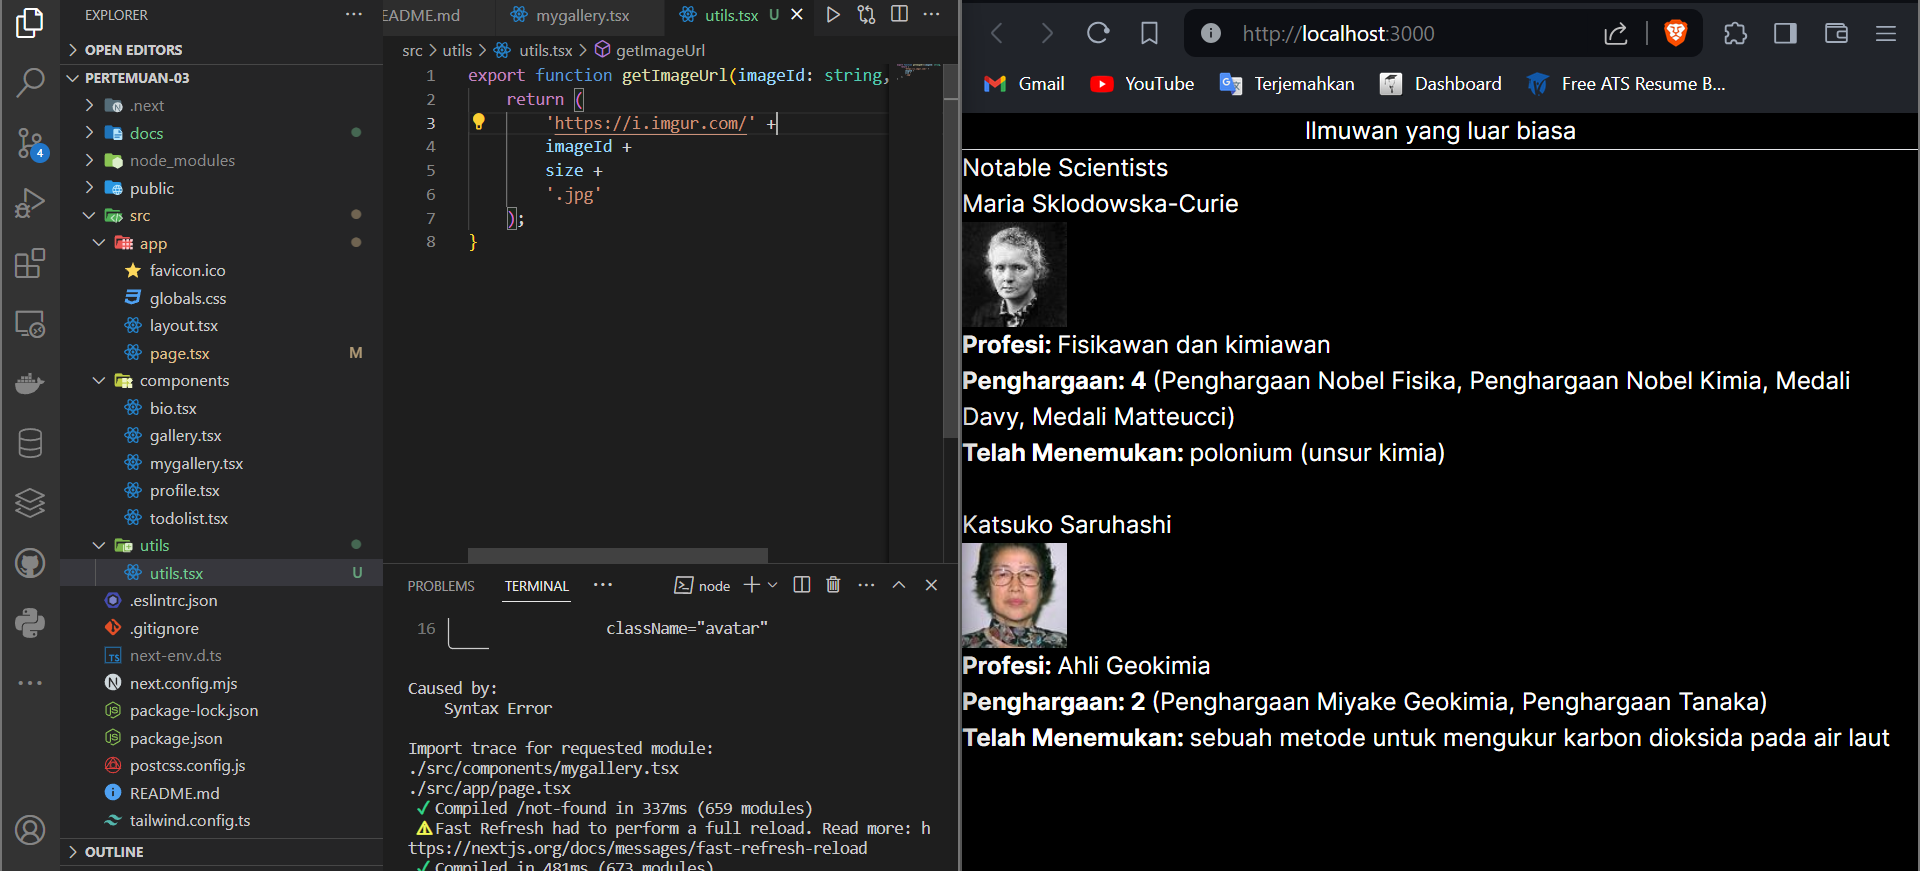 EXPLORER
OPEN EDITORS
PERTEMUAN-03
.next
docs
node_modules
public
src
app
favicon.ico
globals.css
layout.tsx
page.tsx M
components
bio.tsx
gallery.tsx
mygallery.tsx
profile.tsx
todolist.tsx
utils
utils.tsx U
.eslintrc.json
.gitignore
next-env.d.ts
next.config.mjs
package-lock.json
package.json
postcss.config.js
README.md
tailwind.config.ts
OUTLINE
4
EADME.md mygallery.tsx utils.tsx U
src > utils > utils.tsx > getImageUrl
1 export function getImageUrl(imageId: string,
2 return (
3 'https://i.imgur.com/' +
4 imageId +
5 size +
6 '.jpg'
7 );
8 }
PROBLEMS TERMINAL node
16 className="avatar"
Caused by:
Syntax Error
Import trace for requested module:
./src/components/mygallery.tsx
./src/app/page.tsx
✓ Compiled /not-found in 337ms (659 modules)
⚠ Fast Refresh had to perform a full reload. Read more: h
ttps://nextjs.org/docs/messages/fast-refresh-reload
✓ Compiled in 481ms (673 modules)
http://localhost:3000
Gmail YouTube Terjemahkan Dashboard Free ATS Resume B...
Ilmuwan yang luar biasa
Notable Scientists
Maria Sklodowska-Curie
Profesi: Fisikawan dan kimiawan
Penghargaan: 4 (Penghargaan Nobel Fisika, Penghargaan Nobel Kimia, Medali
Davy, Medali Matteucci)
Telah Menemukan: polonium (unsur kimia)
Katsuko Saruhashi
Profesi: Ahli Geokimia
Penghargaan: 2 (Penghargaan Miyake Geokimia, Penghargaan Tanaka)
Telah Menemukan: sebuah metode untuk mengukur karbon dioksida pada air laut